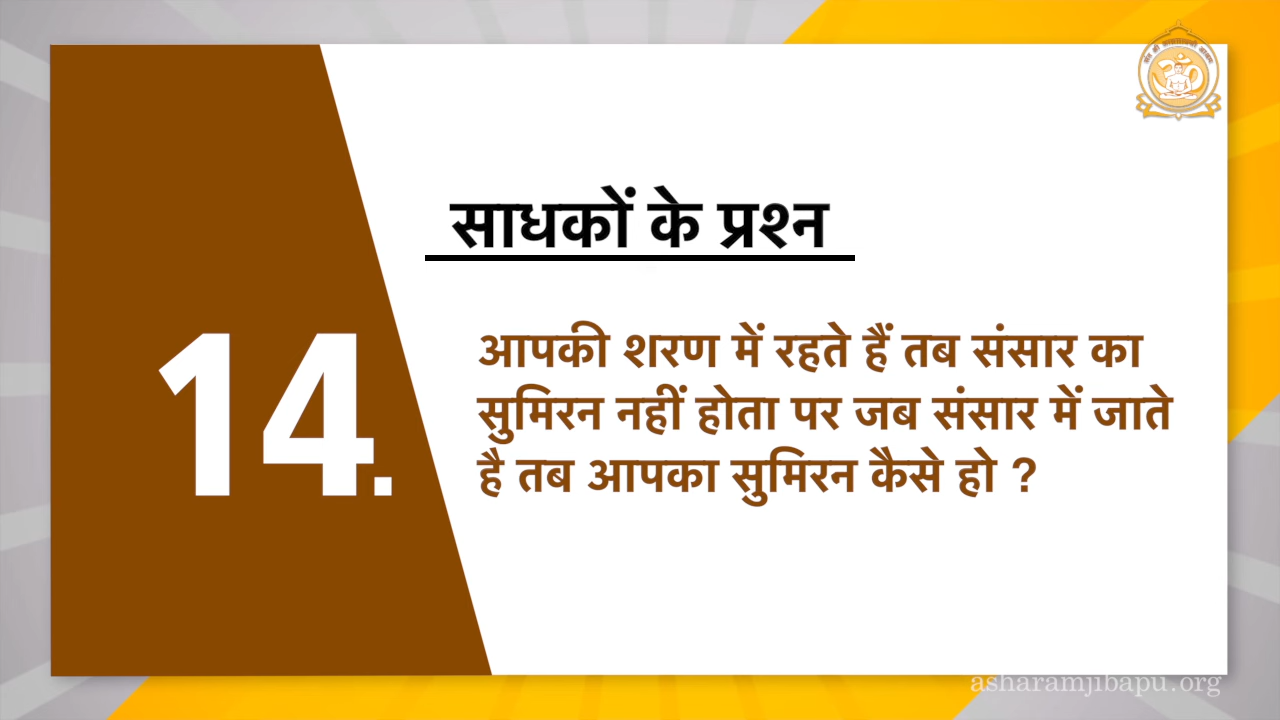 साधकों के प्रश्न
14.
आपकी शरण में रहते हैं तब संसार का
सुमिरन नहीं होता पर जब संसार में जाते
है तब आपका सुमिरन कैसे हो ?
asharamjibapu.org